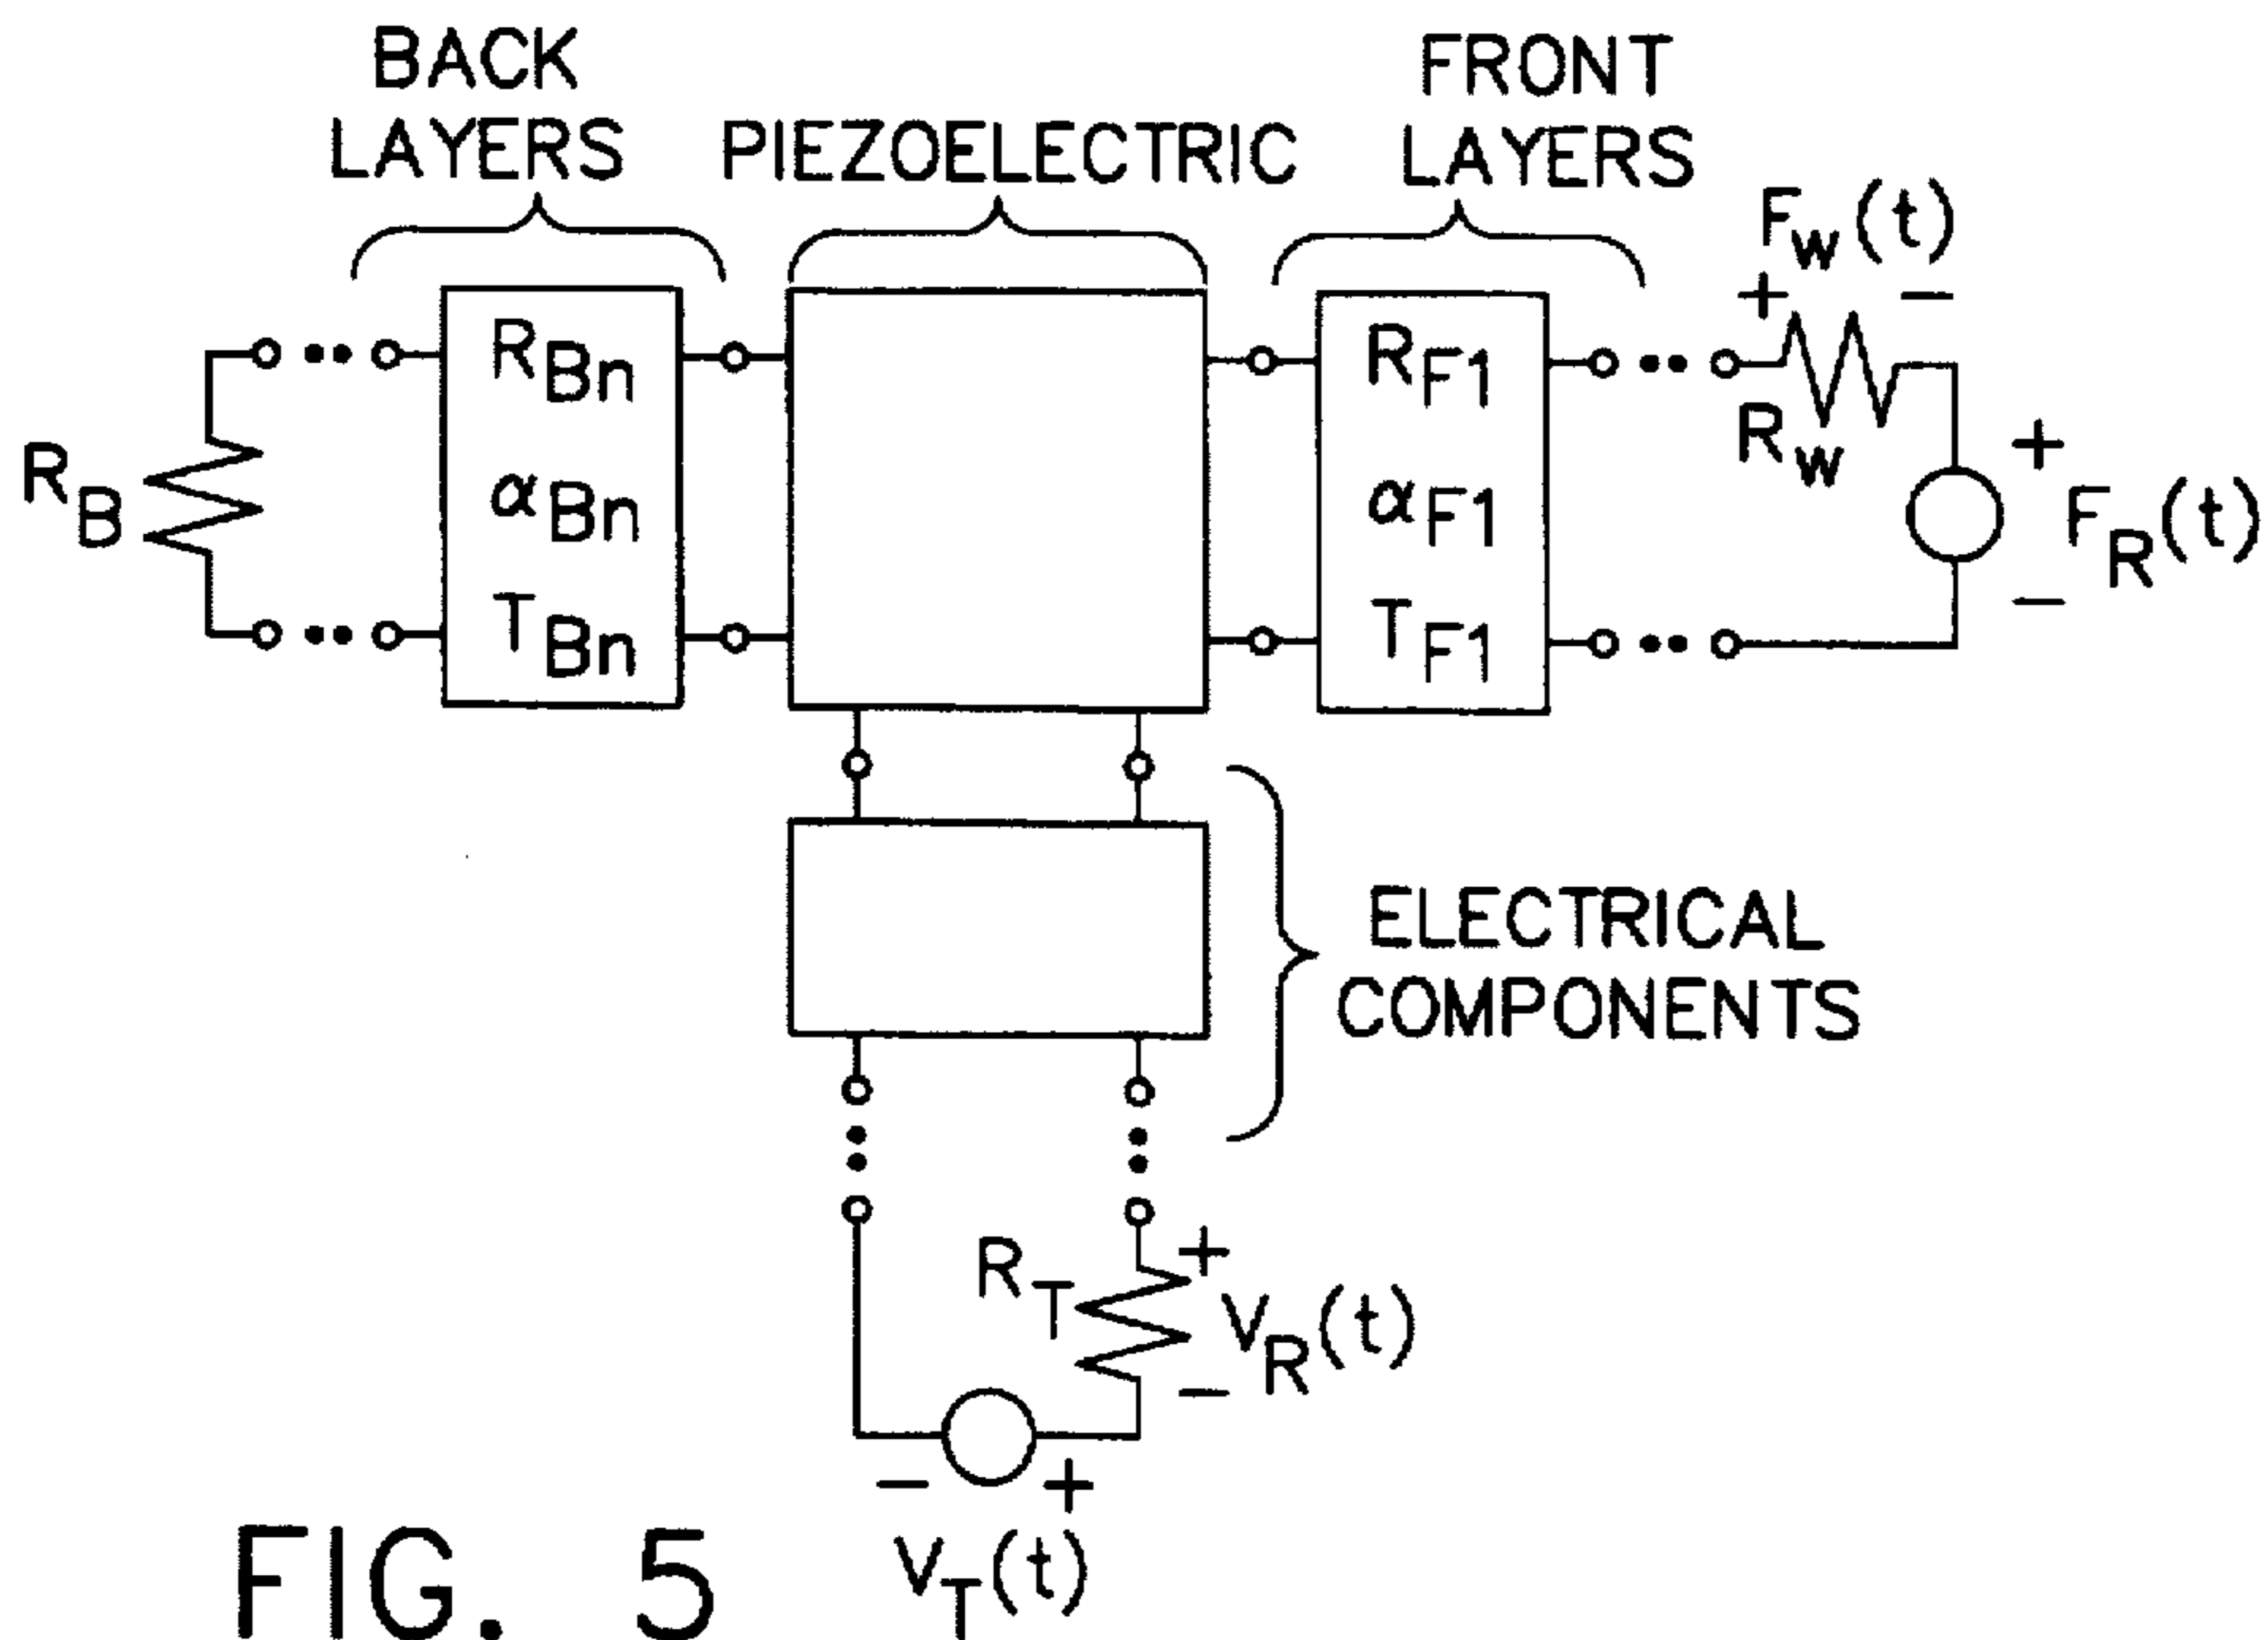 BACK
LAYERS
PIEZOELECTRIC
FRONT
LAYERS
F_W(t)
+ −
R_Bn
α_Bn
T_Bn
R_F1
α_F1
T_F1
R_W
R_B
+
F_R(t)
−
ELECTRICAL
COMPONENTS
R_T
+
V_R(t)
−
− +
V_T(t)
FIG. 5